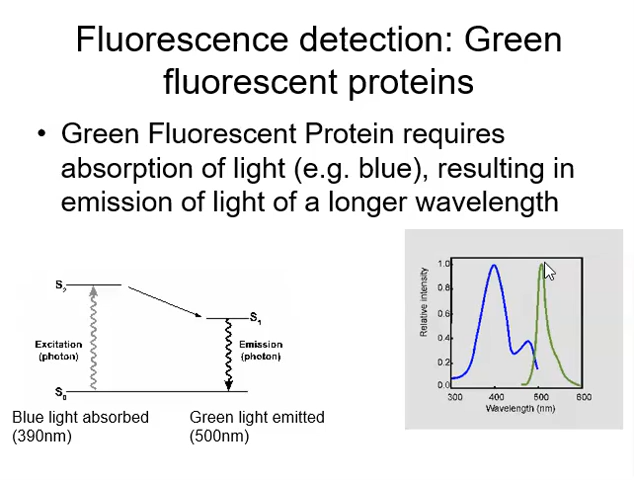 Fluorescence detection: Green
fluorescent proteins
• Green Fluorescent Protein requires
absorption of light (e.g. blue), resulting in
emission of light of a longer wavelength
S₂
S₁
Excitation
(photon)
Emission
(photon)
S₀
Blue light absorbed
(390nm)
Green light emitted
(500nm)
Relative intensity
1.0
0.8
0.6
0.4
0.2
0.0
300 400 500 600
Wavelength (nm)